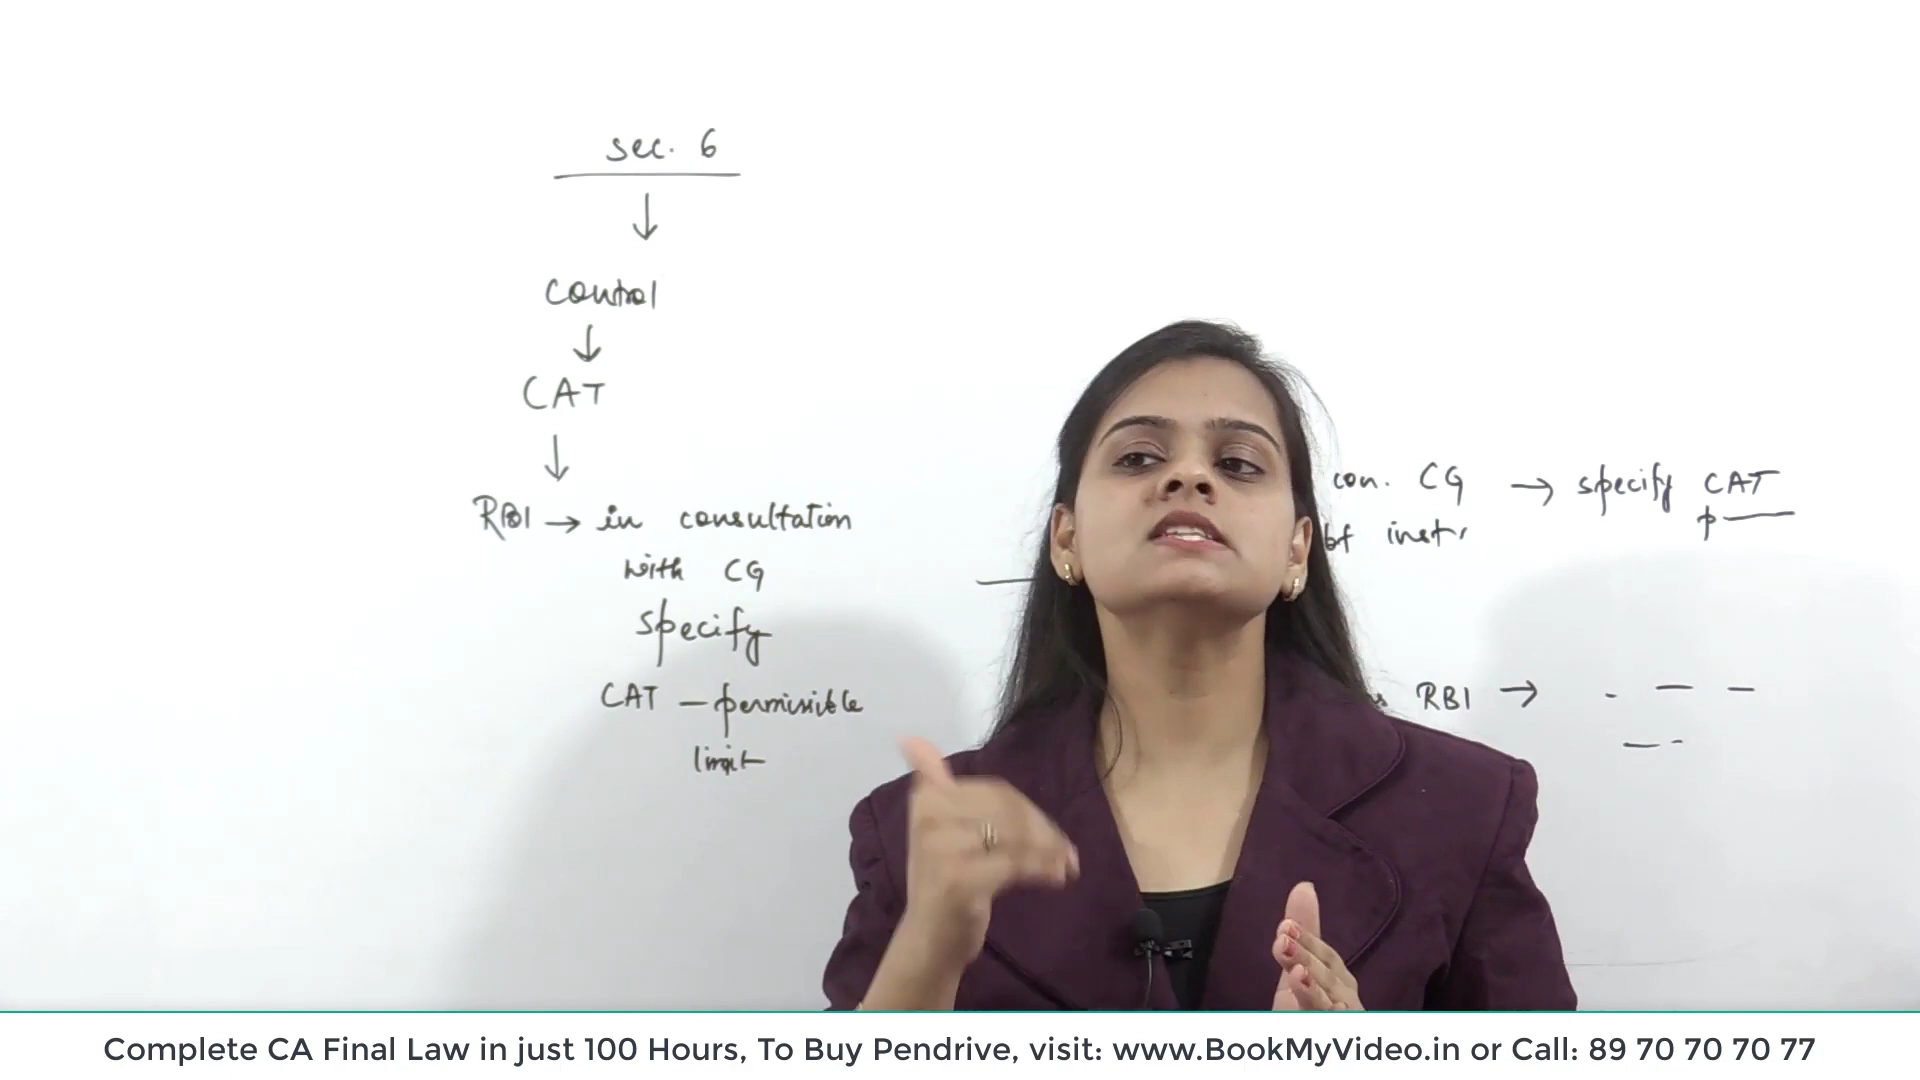 sec. 6
control
CAT
RBI → in consultation
with CG
specify
CAT – permissible
limit
con. CG → specify CAT
bf instr
RBI →
Complete CA Final Law in just 100 Hours, To Buy Pendrive, visit: www.BookMyVideo.in or Call: 89 70 70 70 77